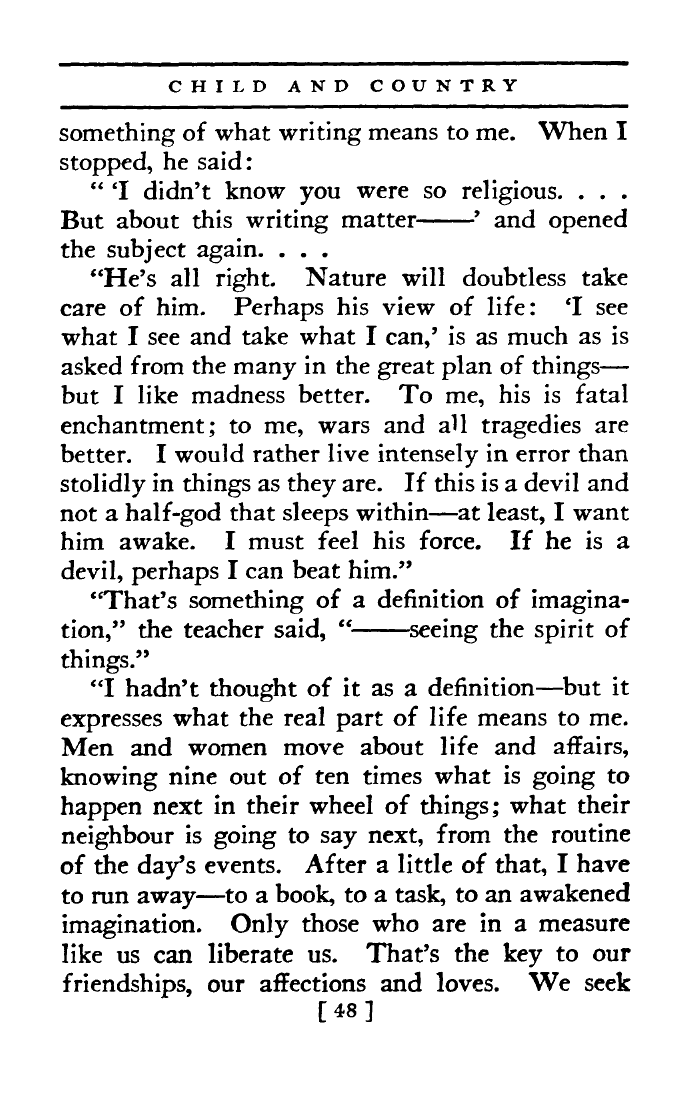 CHILD AND COUNTRY
something of what writing means to me. When I
stopped, he said:
“ ‘I didn’t know you were so religious. . . .
But about this writing matter——’ and opened
the subject again. . . .
“He’s all right. Nature will doubtless take
care of him. Perhaps his view of life: ‘I see
what I see and take what I can,’ is as much as is
asked from the many in the great plan of things—
but I like madness better. To me, his is fatal
enchantment; to me, wars and all tragedies are
better. I would rather live intensely in error than
stolidly in things as they are. If this is a devil and
not a half-god that sleeps within—at least, I want
him awake. I must feel his force. If he is a
devil, perhaps I can beat him.”
“That’s something of a definition of imagina-
tion,” the teacher said, “——seeing the spirit of
things.”
“I hadn’t thought of it as a definition—but it
expresses what the real part of life means to me.
Men and women move about life and affairs,
knowing nine out of ten times what is going to
happen next in their wheel of things; what their
neighbour is going to say next, from the routine
of the day’s events. After a little of that, I have
to run away—to a book, to a task, to an awakened
imagination. Only those who are in a measure
like us can liberate us. That’s the key to our
friendships, our affections and loves. We seek
[ 48 ]